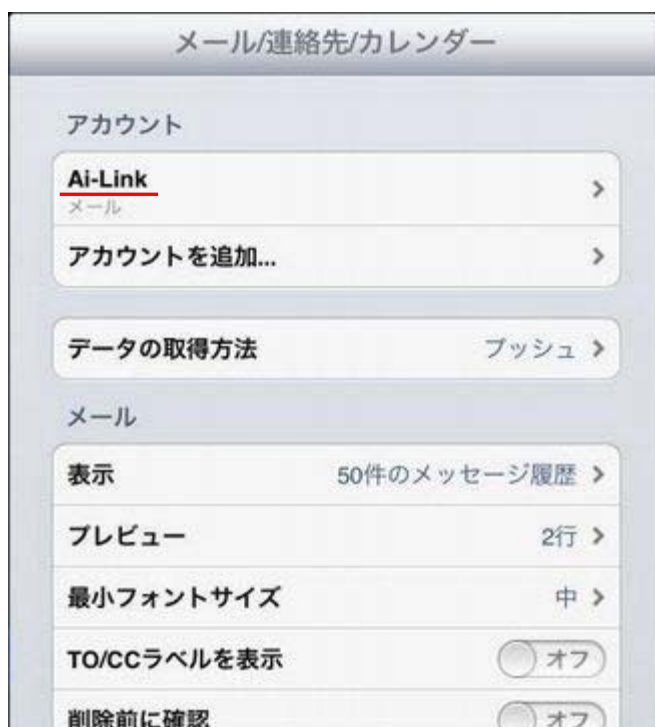 メール/連絡先/カレンダー
アカウント
Ai-Link
メール
アカウントを追加...
データの取得方法 プッシュ
メール
表示 50件のメッセージ履歴
プレビュー 2行
最小フォントサイズ 中
TO/CCラベルを表示 オフ
削除前に確認 オフ